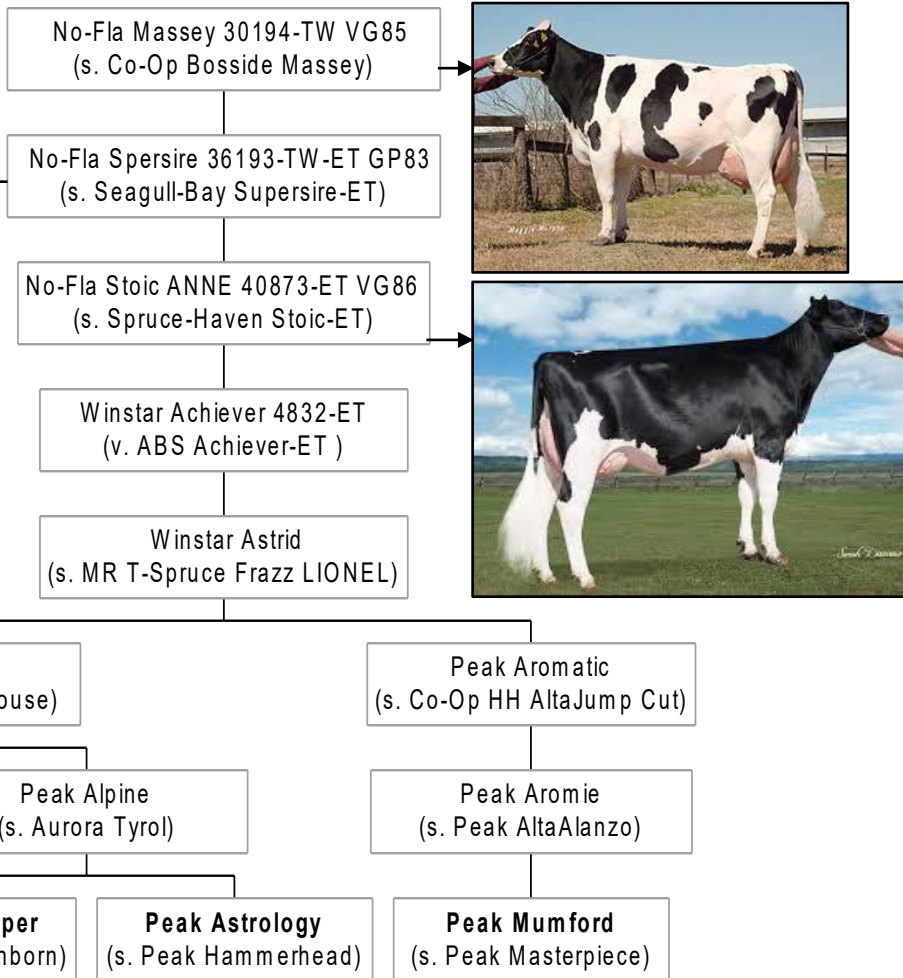 No-Fla Massey 30194-TW VG85
(s. Co-Op Bosside Massey)
No-Fla Spersire 36193-TW-ET GP83
(s. Seagull-Bay Supersire-ET)
No-Fla Stoic ANNE 40873-ET VG86
(s. Spruce-Haven Stoic-ET)
Winstar Achiever 4832-ET
(v. ABS Achiever-ET )
Winstar Astrid
(s. MR T-Spruce Frazz LIONEL)
ouse)
Peak Aromatic
(s. Co-Op HH AltaJump Cut)
Peak Alpine
(s. Aurora Tyrol)
Peak Aromie
(s. Peak AltaAlanzo)
per
nborn)
Peak Astrology
(s. Peak Hammerhead)
Peak Mumford
(s. Peak Masterpiece)